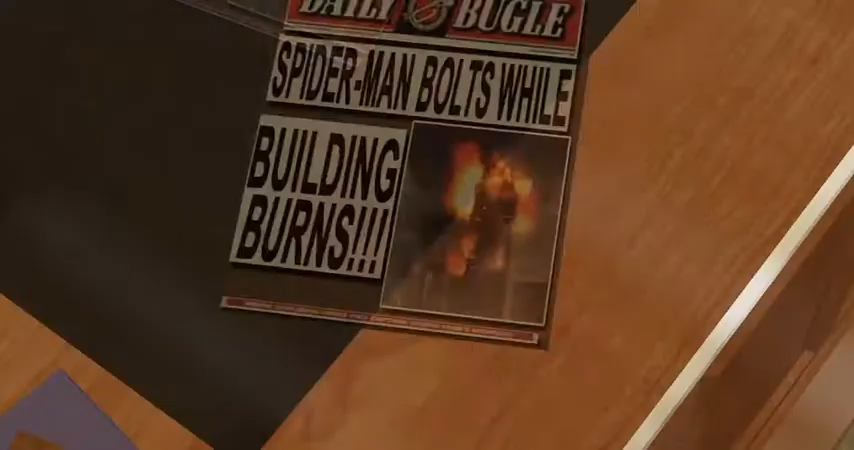 DAILY BUGLE
SPIDER-MAN BOLTS WHILE
BUILDING
BURNS!!!